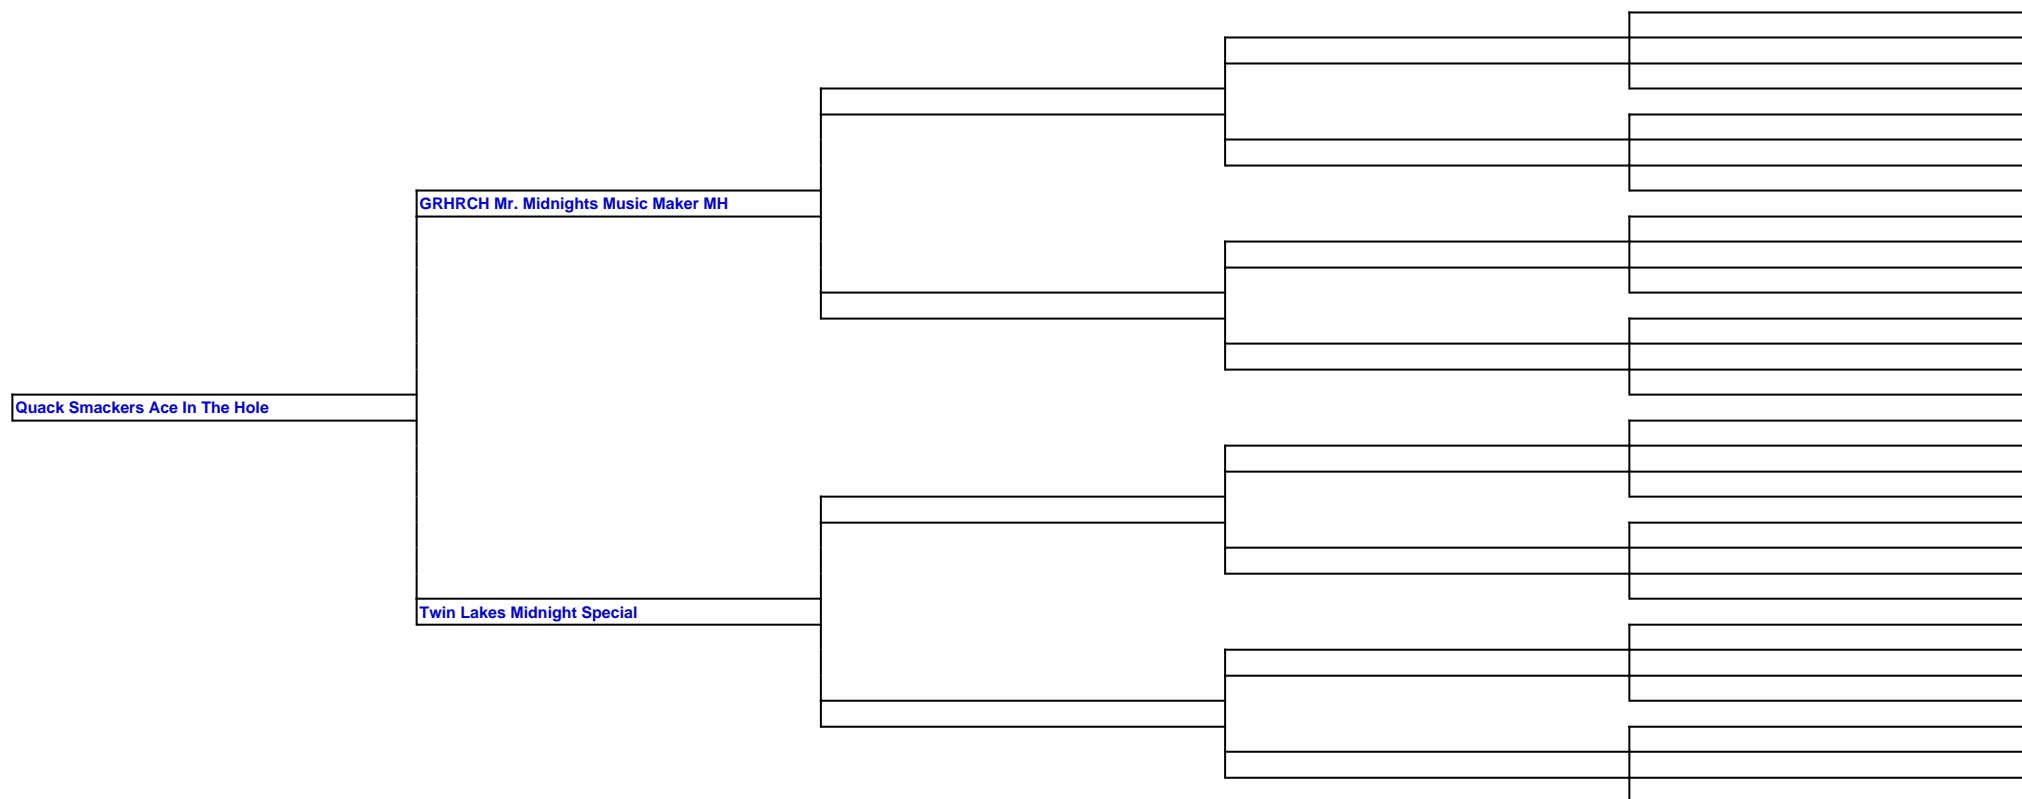 GRHRCH Mr. Midnights Music Maker MH
Quack Smackers Ace In The Hole
Twin Lakes Midnight Special